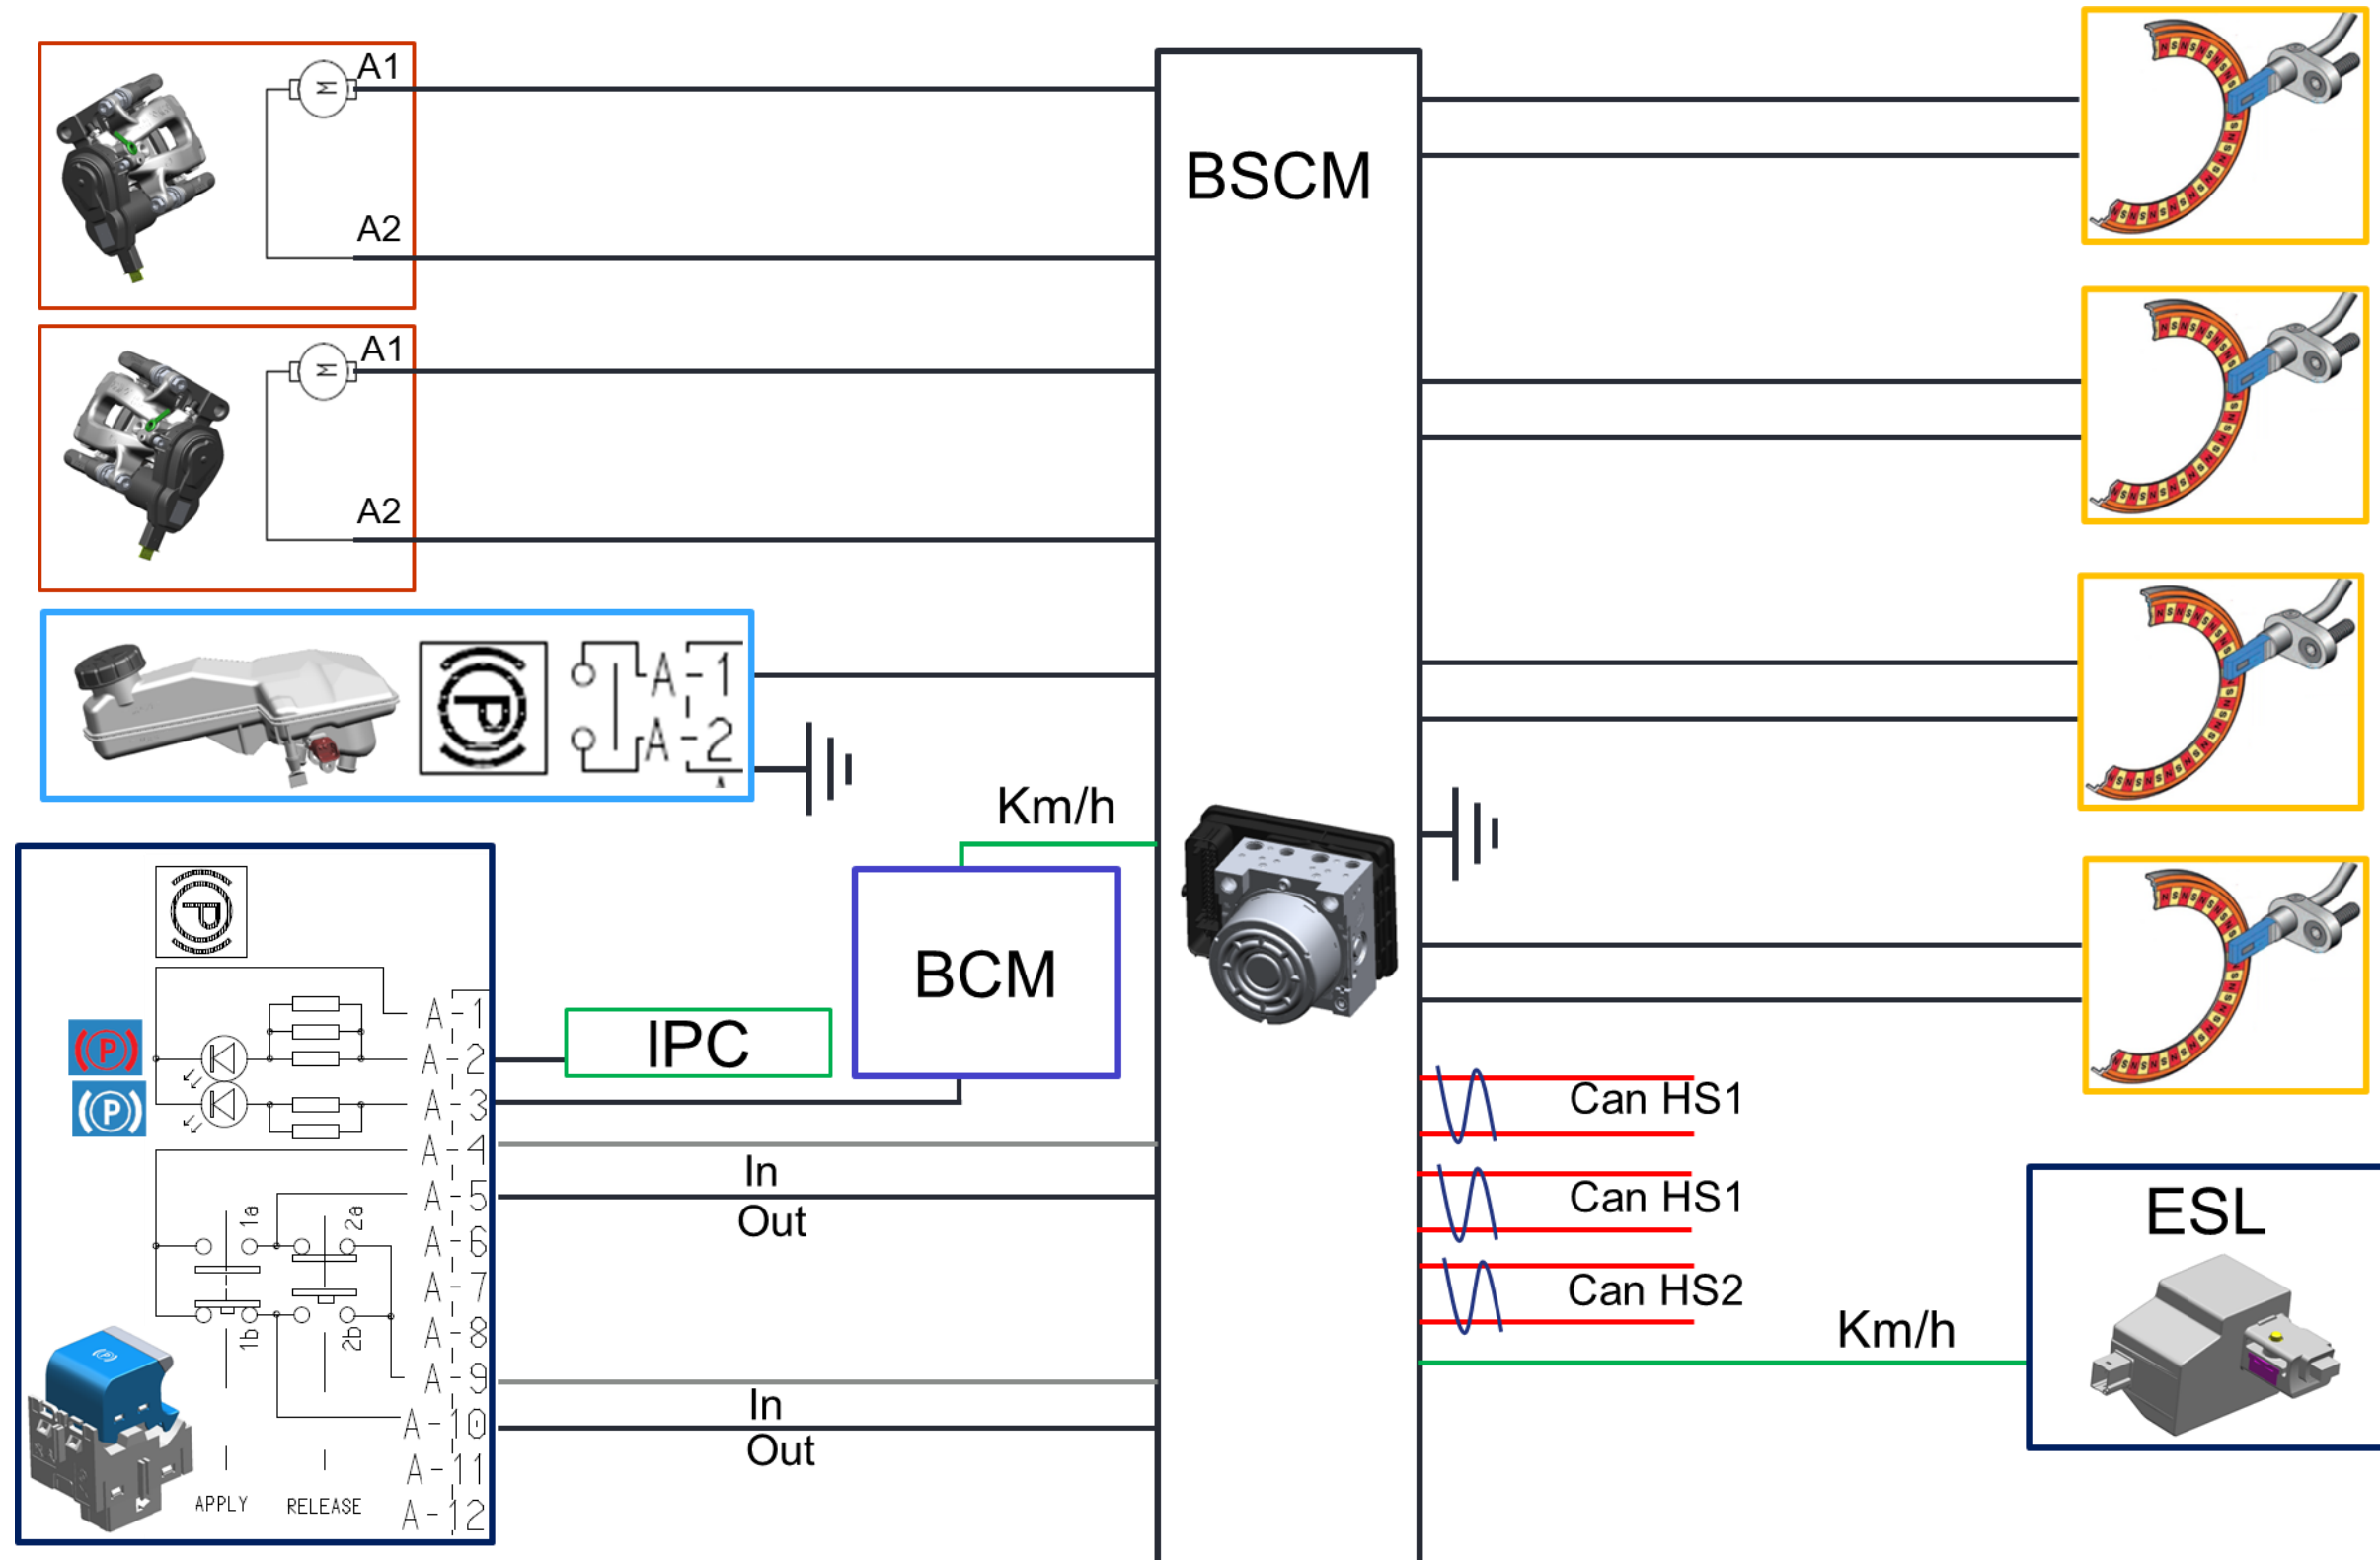 A1
A2
BSCM
A1
A2
P
A-1
A-2
Km/h
P
BCM
IPC
A-1
A-2
A-3
A-4
A-5
A-6
A-7
A-8
A-9
A-10
A-11
A-12
P
P
1a
2a
1b
2b
APPLY
RELEASE
In
Out
In
Out
M
M
Can HS1
Can HS1
Can HS2
Km/h
ESL